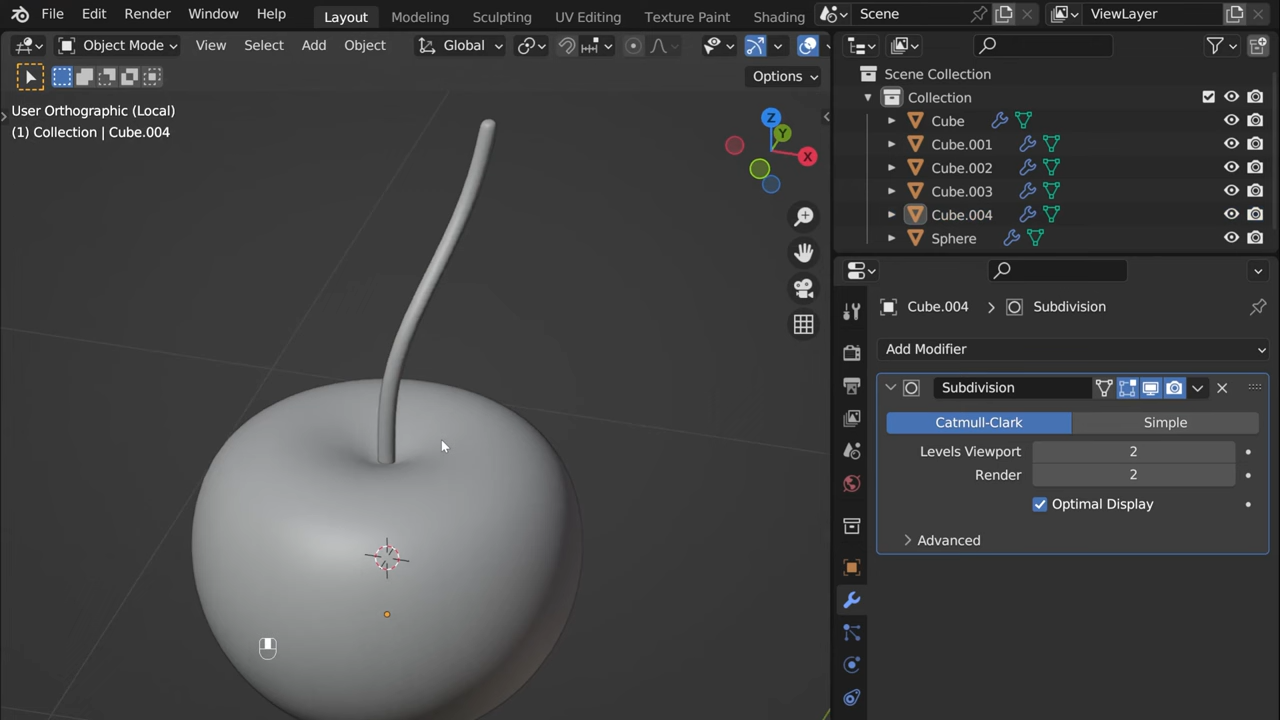 File Edit Render Window Help Layout Modeling Sculpting UV Editing Texture Paint Shading Scene ViewLayer
Object Mode View Select Add Object Global
Options
User Orthographic (Local)
(1) Collection | Cube.004
Z
Y
X
Scene Collection
Collection
Cube
Cube.001
Cube.002
Cube.003
Cube.004
Sphere
Cube.004 Subdivision
Add Modifier
Subdivision
Catmull-Clark Simple
Levels Viewport 2
Render 2
Optimal Display
Advanced